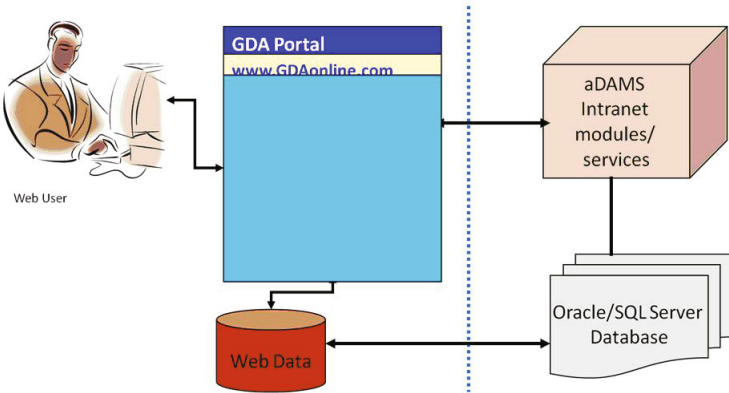 GDA Portal
www.GDAonline.com
aDAMS
Intranet
modules/
services
Web User
Oracle/SQL Server
Database
Web Data